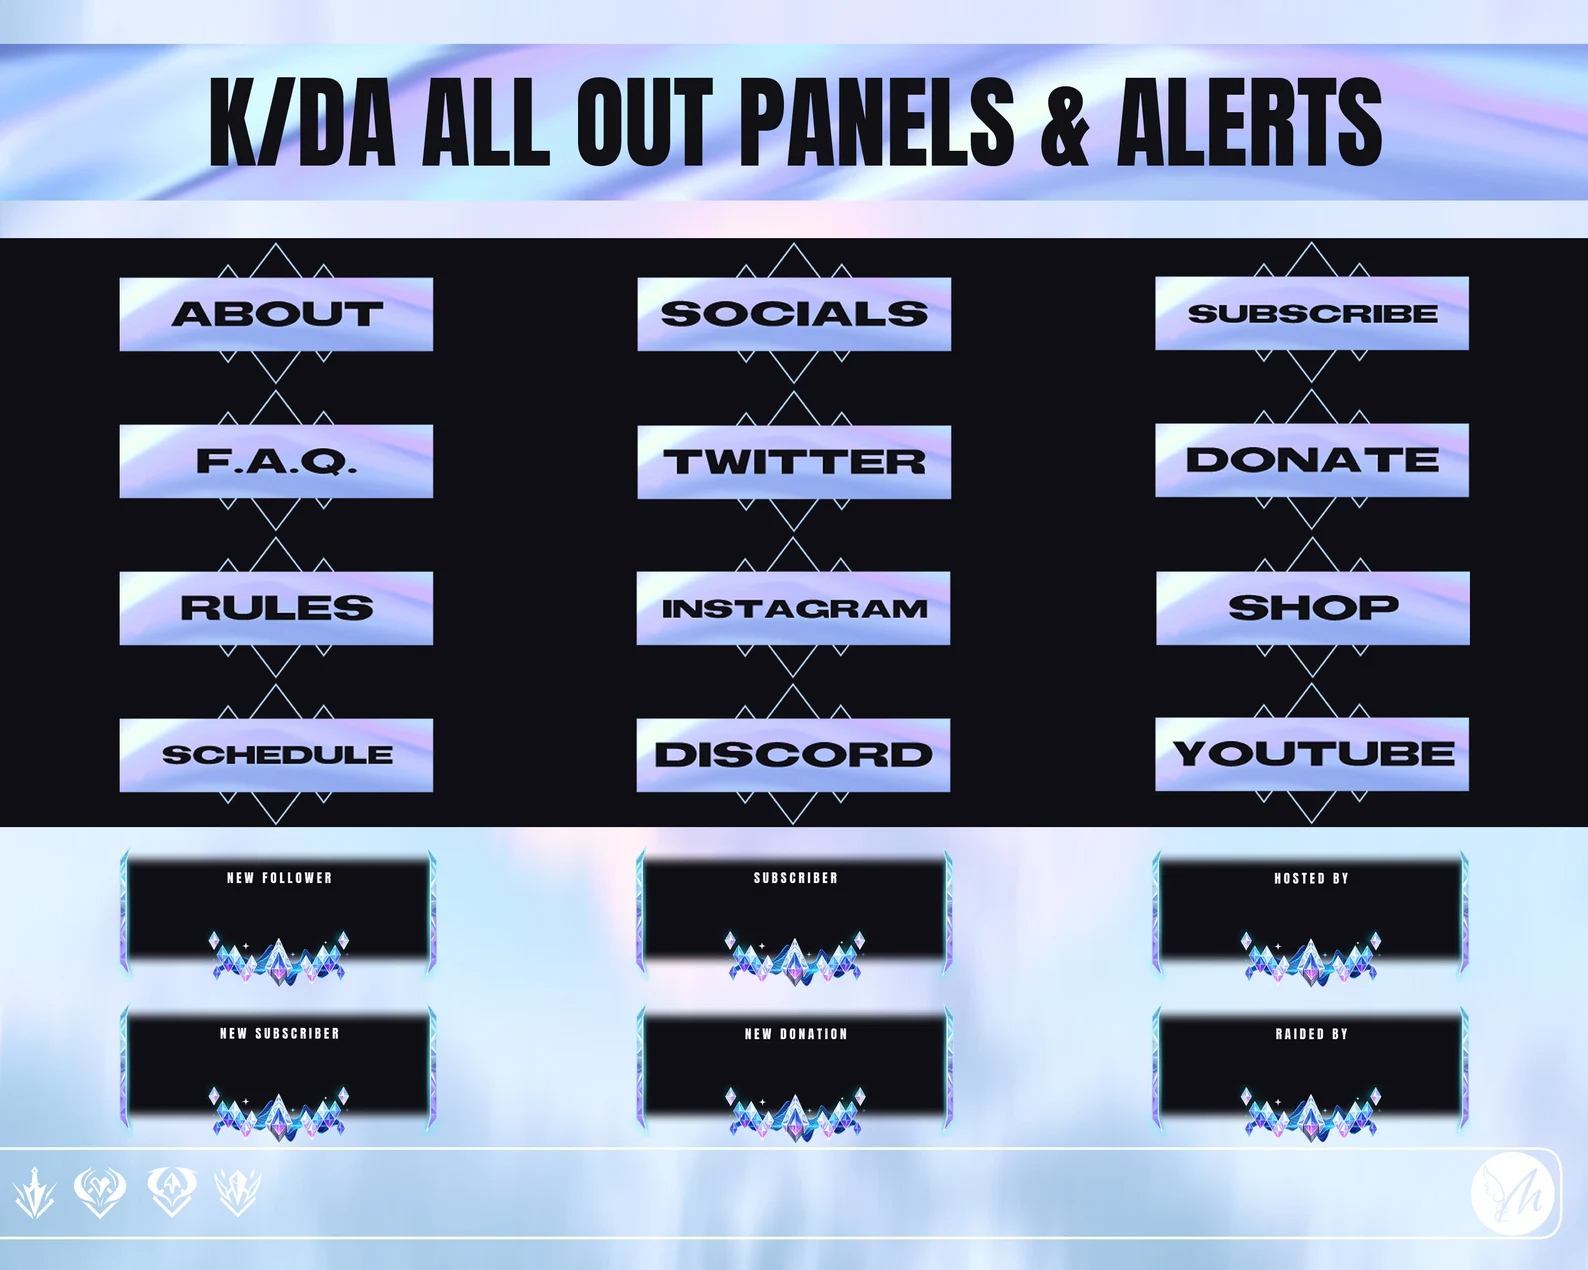 K/DA ALL OUT PANELS & ALERTS
ABOUT
SOCIALS
SUBSCRIBE
F.A.Q.
TWITTER
DONATE
RULES
INSTAGRAM
SHOP
SCHEDULE
DISCORD
YOUTUBE
NEW FOLLOWER
SUBSCRIBER
HOSTED BY
NEW SUBSCRIBER
NEW DONATION
RAIDED BY